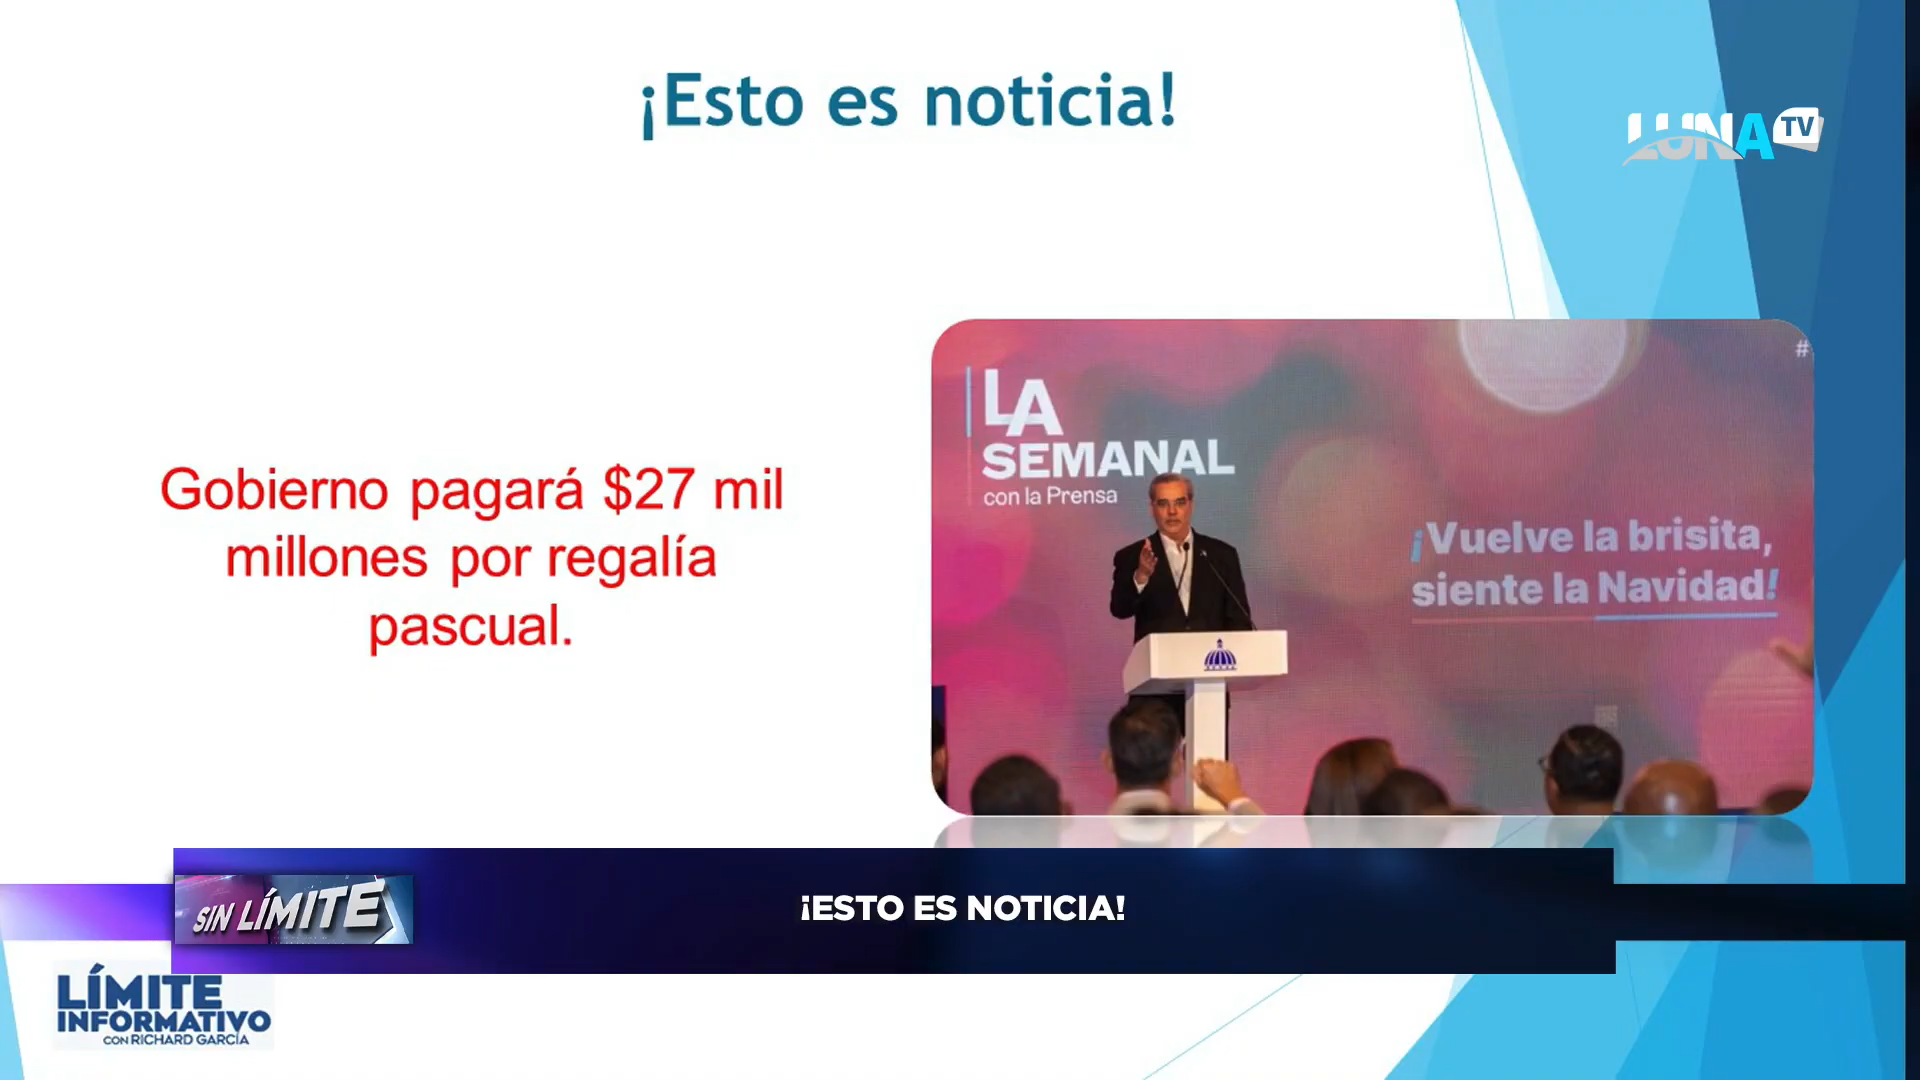 ¡Esto es noticia!
LUNA TV
#
LA
SEMANAL
con la Prensa
¡Vuelve la brisita,
siente la Navidad!
Gobierno pagará $27 mil
millones por regalía
pascual.
SIN LÍMITE
¡ESTO ES NOTICIA!
LÍMITE
INFORMATIVO
CON RICHARD GARCÍA